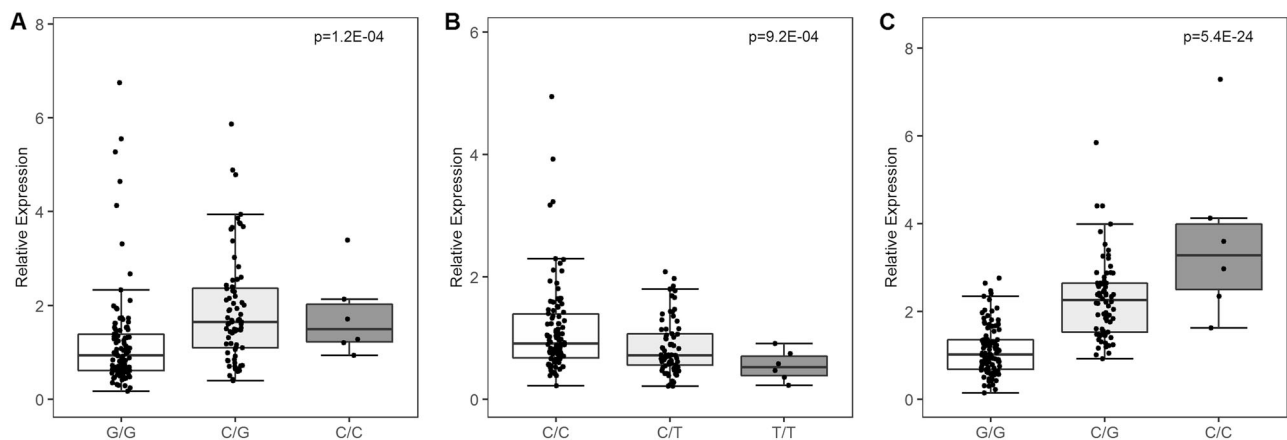 A
Relative Expression
8
6
4
2
0
p=1.2E-04
G/G C/G C/C
B
Relative Expression
6
4
2
0
p=9.2E-04
C/C C/T T/T
C
Relative Expression
8
6
4
2
0
p=5.4E-24
G/G C/G C/C